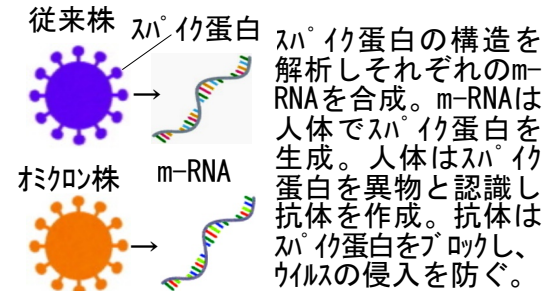 従来株
ｽﾊﾟｲｸ蛋白
オミクロン株
m-RNA
ｽﾊﾟｲｸ蛋白の構造を
解析しそれぞれのm-
RNAを合成。m-RNAは
人体でｽﾊﾟｲｸ蛋白を
生成。人体はｽﾊﾟｲｸ
蛋白を異物と認識し
抗体を作成。抗体は
ｽﾊﾟｲｸ蛋白をﾌﾞﾛｯｸし、
ｳｲﾙｽの侵入を防ぐ。